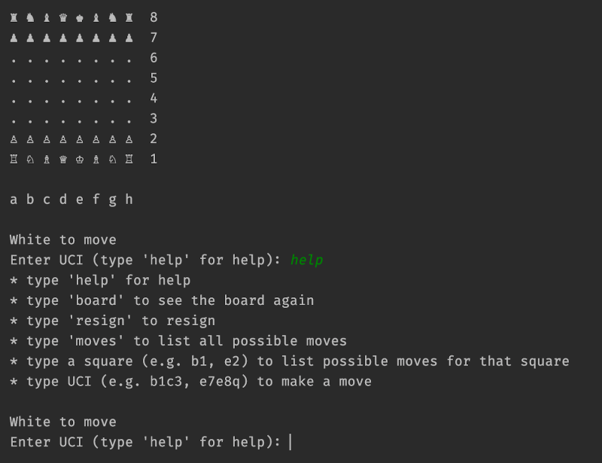 ♜ ♞ ♝ ♛ ♚ ♝ ♞ ♜ 8
♟ ♟ ♟ ♟ ♟ ♟ ♟ ♟ 7
. . . . . . . . 6
. . . . . . . . 5
. . . . . . . . 4
. . . . . . . . 3
♙ ♙ ♙ ♙ ♙ ♙ ♙ ♙ 2
♖ ♘ ♗ ♕ ♔ ♗ ♘ ♖ 1
a b c d e f g h
White to move
Enter UCI (type 'help' for help): help
* type 'help' for help
* type 'board' to see the board again
* type 'resign' to resign
* type 'moves' to list all possible moves
* type a square (e.g. b1, e2) to list possible moves for that square
* type UCI (e.g. b1c3, e7e8q) to make a move
White to move
Enter UCI (type 'help' for help):